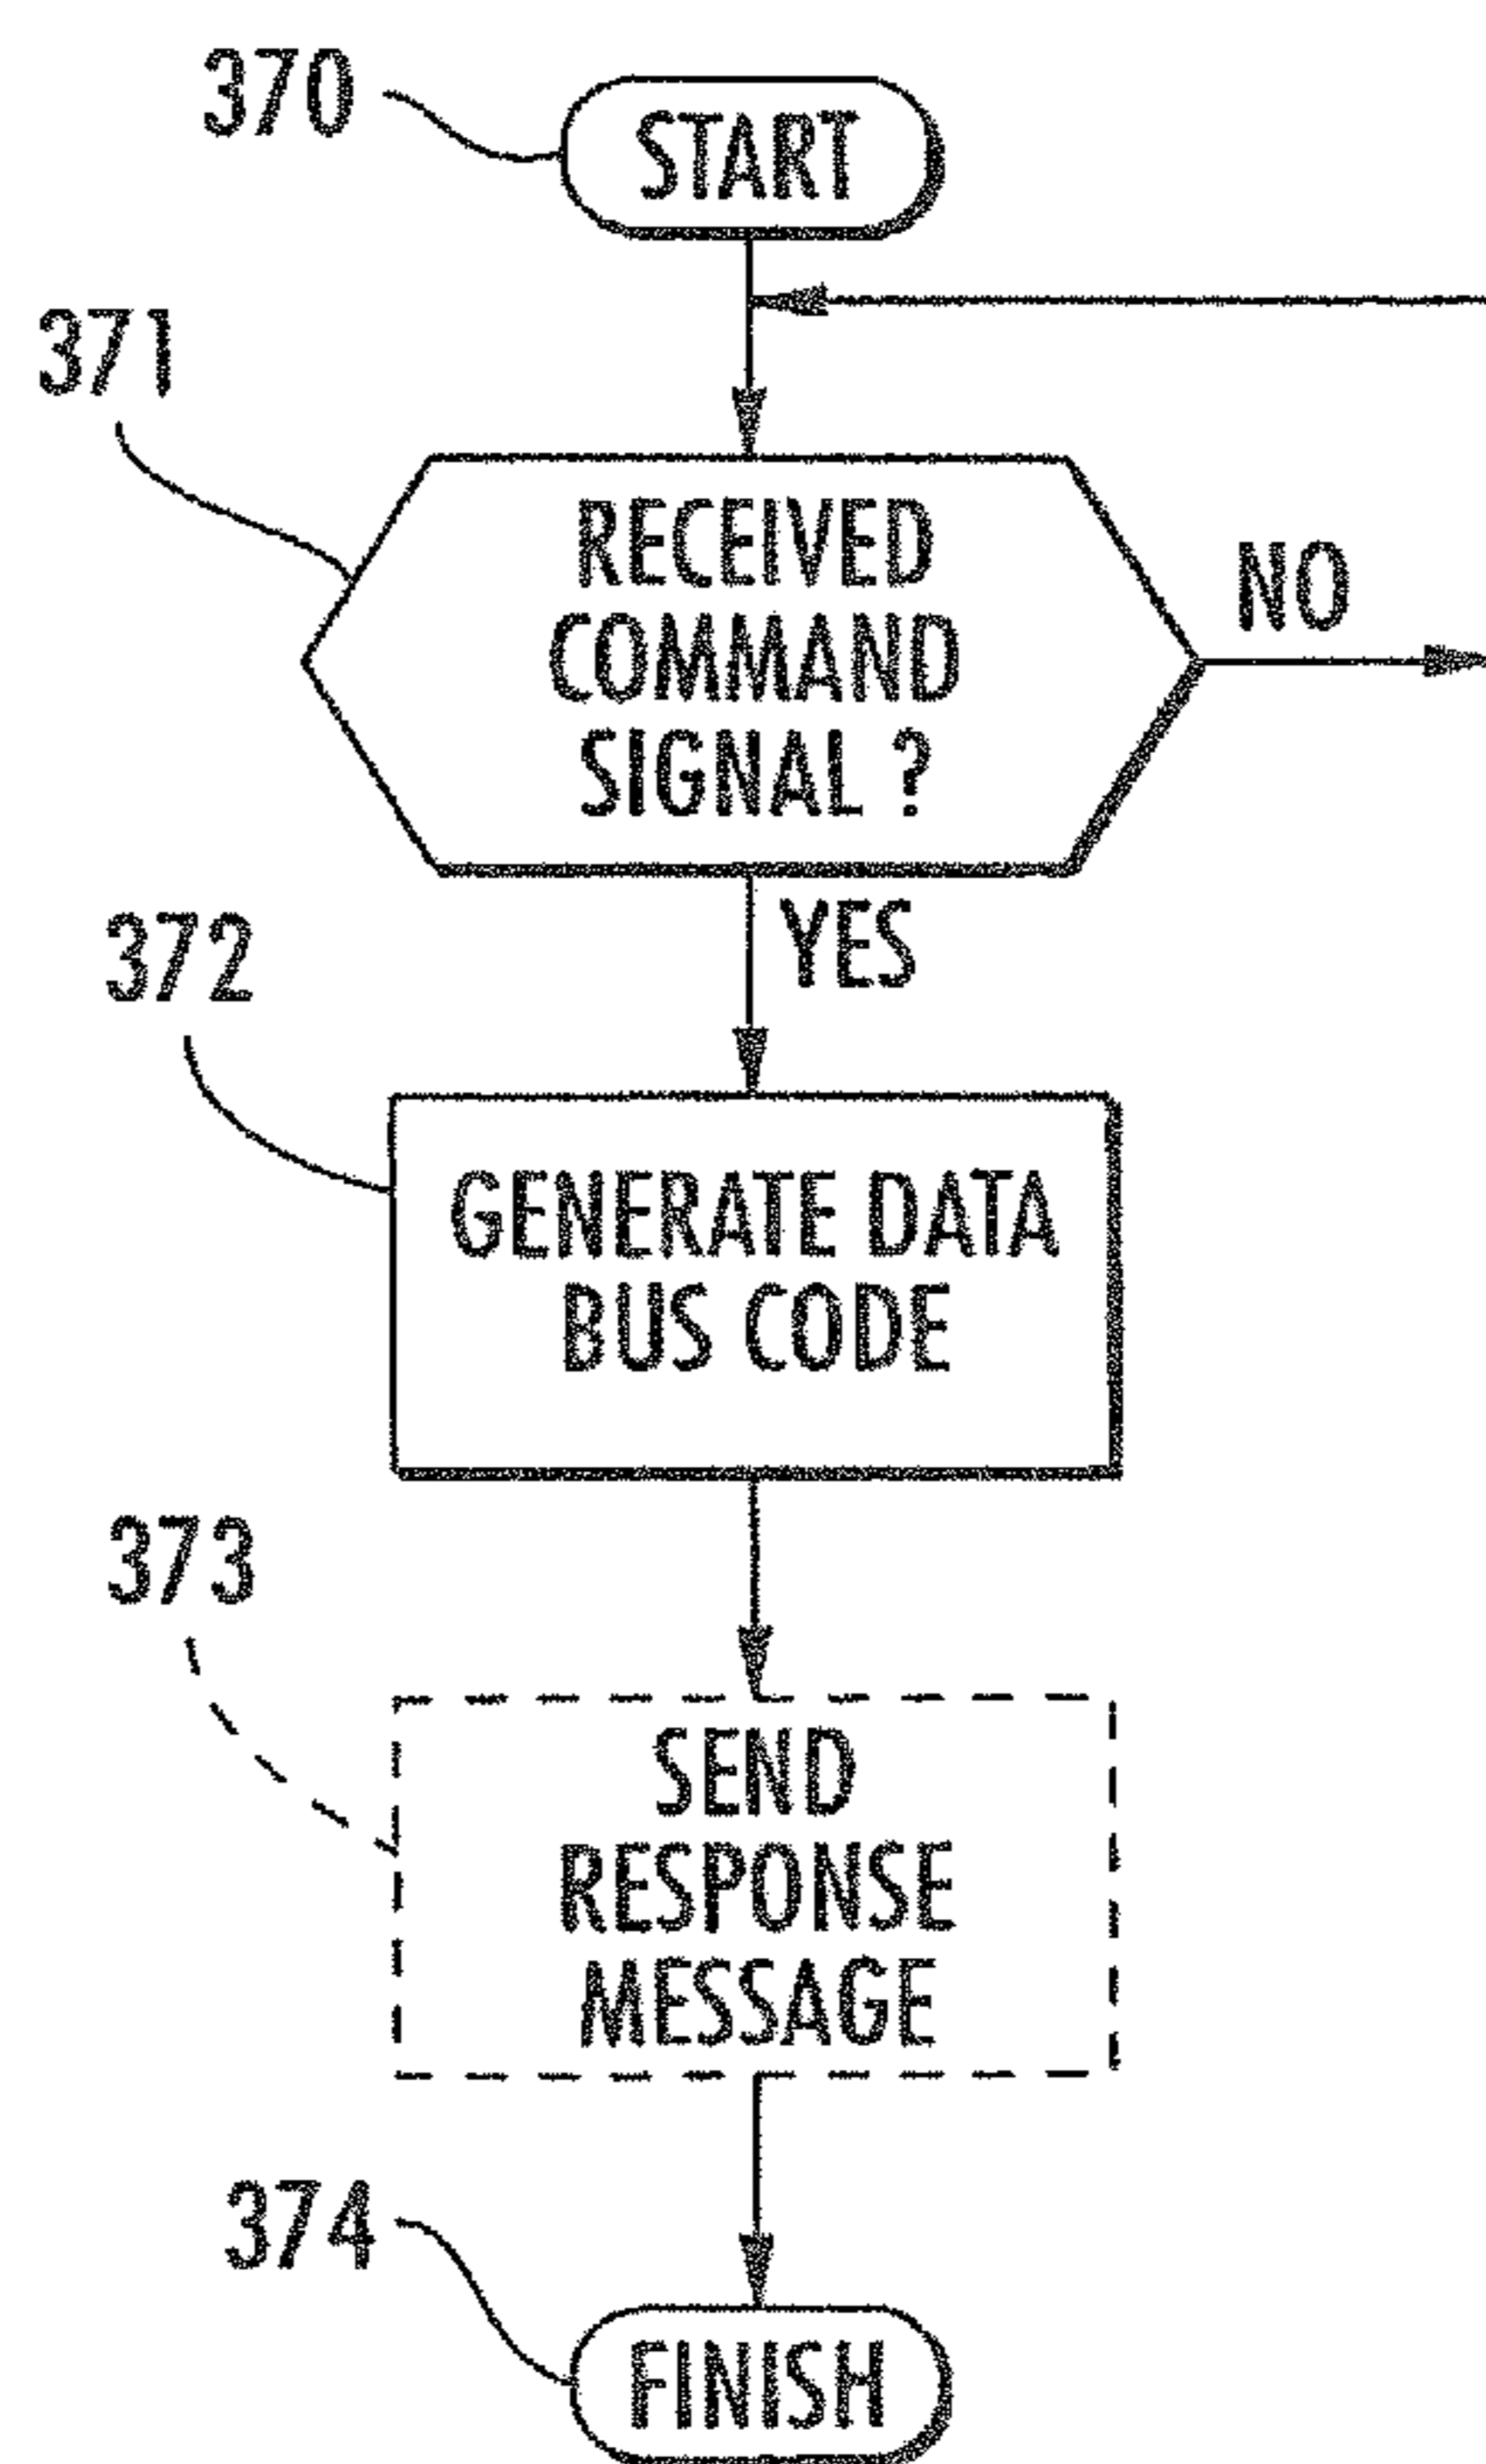 370
START
371
RECEIVED
COMMAND
SIGNAL ?
NO
YES
372
GENERATE DATA
BUS CODE
373
SEND
RESPONSE
MESSAGE
374
FINISH